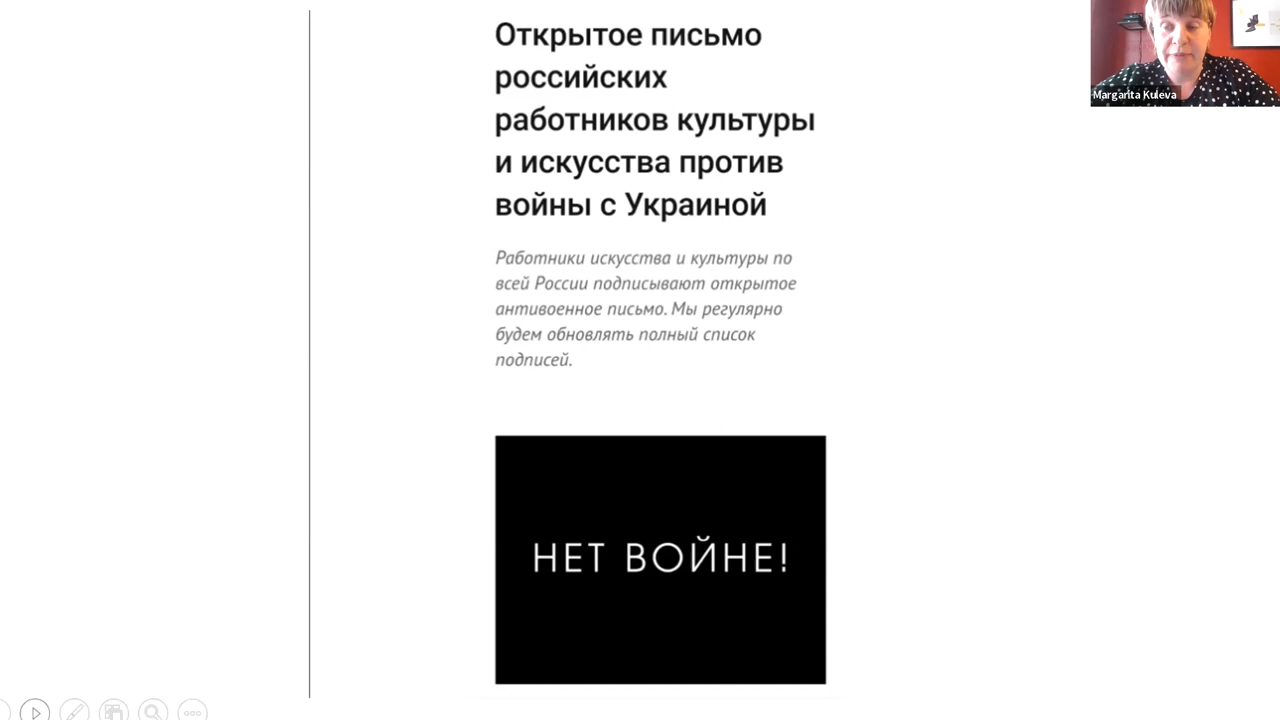 Открытое письмо
российских
работников культуры
и искусства против
войны с Украиной
Работники искусства и культуры по
всей России подписывают открытое
антивоенное письмо. Мы регулярно
будем обновлять полный список
подписей.
НЕТ ВОЙНЕ!
Margarita Kuleva